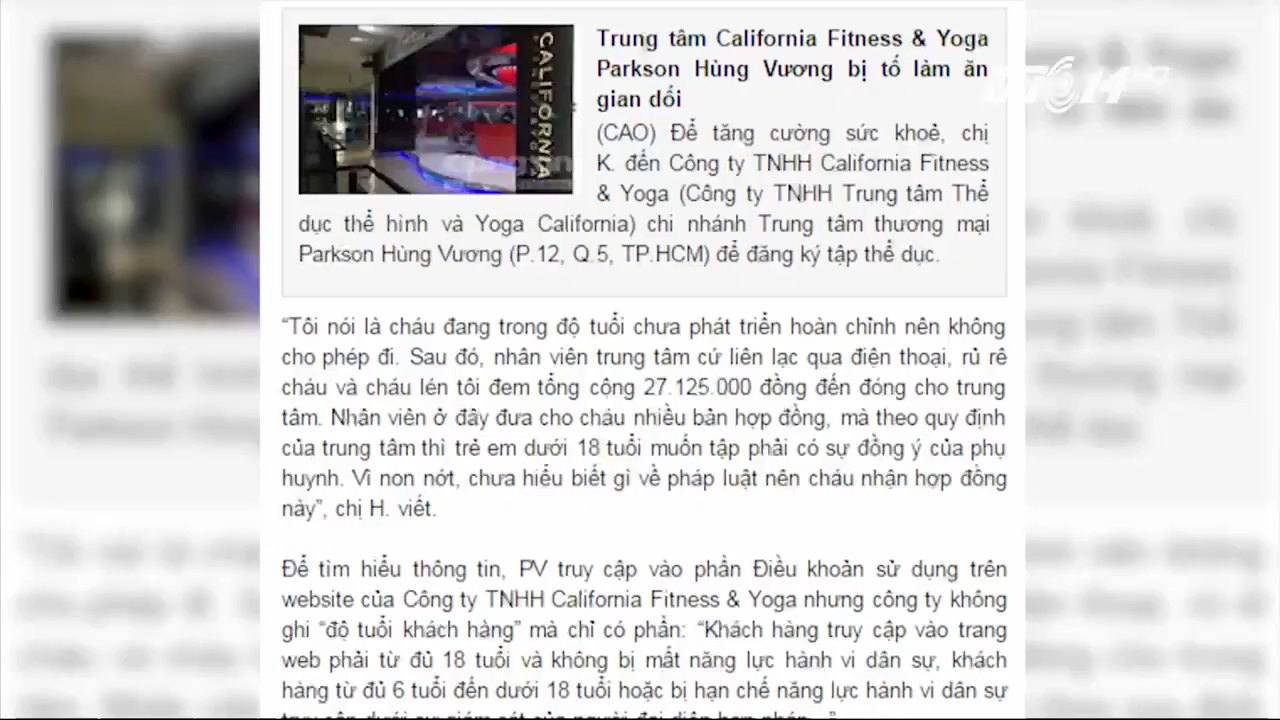 Trung tâm California Fitness & Yoga
Parkson Hùng Vương bị tố làm ăn
gian dối
(CAO) Để tăng cường sức khoẻ, chị
K. đến Công ty TNHH California Fitness
& Yoga (Công ty TNHH Trung tâm Thể
dục thể hình và Yoga California) chi nhánh Trung tâm thương mại
Parkson Hùng Vương (P.12, Q.5, TP.HCM) để đăng ký tập thể dục.
CALIFORNIA
“Tôi nói là cháu đang trong độ tuổi chưa phát triển hoàn chỉnh nên không
cho phép đi. Sau đó, nhân viên trung tâm cứ liên lạc qua điện thoại, rủ rê
cháu và cháu lén tôi đem tổng cộng 27.125.000 đồng đến đóng cho trung
tâm. Nhận viên ở đây đưa cho cháu nhiều bản hợp đồng, mà theo quy định
của trung tâm thì trẻ em dưới 18 tuổi muốn tập phải có sự đồng ý của phụ
huynh. Vì non nớt, chưa hiểu biết gì về pháp luật nên cháu nhận hợp đồng
này”, chị H. viết.
Để tìm hiểu thông tin, PV truy cập vào phần Điều khoản sử dụng trên
website của Công ty TNHH California Fitness & Yoga nhưng công ty không
ghi “độ tuổi khách hàng” mà chỉ có phần: “Khách hàng truy cập vào trang
web phải từ đủ 18 tuổi và không bị mất năng lực hành vi dân sự, khách
hàng từ đủ 6 tuổi đến dưới 18 tuổi hoặc bị hạn chế năng lực hành vi dân sự